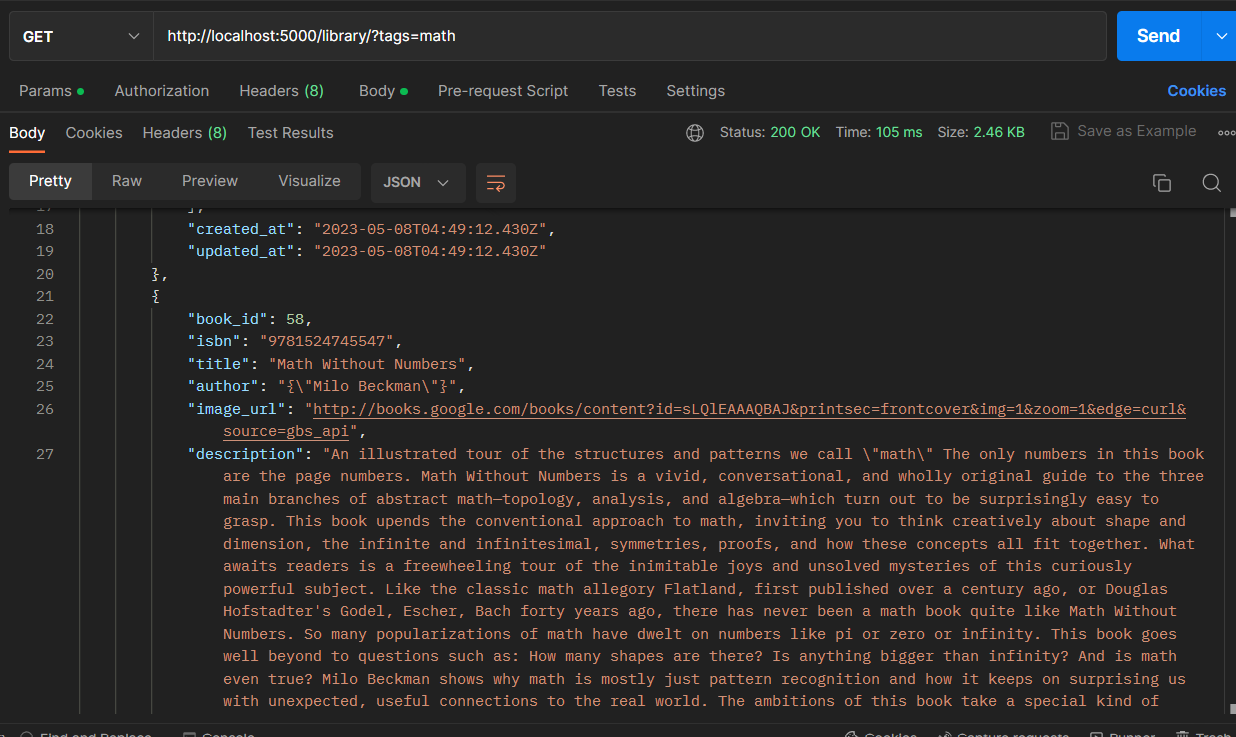 GET http://localhost:5000/library/?tags=math Send
Params Authorization Headers (8) Body Pre-request Script Tests Settings Cookies
Body Cookies Headers (8) Test Results Status: 200 OK Time: 105 ms Size: 2.46 KB Save as Example
Pretty Raw Preview Visualize JSON
17 ],
18 "created_at": "2023-05-08T04:49:12.430Z",
19 "updated_at": "2023-05-08T04:49:12.430Z"
20 },
21 {
22 "book_id": 58,
23 "isbn": "9781524745547",
24 "title": "Math Without Numbers",
25 "author": "{\"Milo Beckman\"}",
26 "image_url": "http://books.google.com/books/content?id=sLQlEAAAQBAJ&printsec=frontcover&img=1&zoom=1&edge=curl&
source=gbs_api",
27 "description": "An illustrated tour of the structures and patterns we call \"math\" The only numbers in this book
are the page numbers. Math Without Numbers is a vivid, conversational, and wholly original guide to the three
main branches of abstract math—topology, analysis, and algebra—which turn out to be surprisingly easy to
grasp. This book upends the conventional approach to math, inviting you to think creatively about shape and
dimension, the infinite and infinitesimal, symmetries, proofs, and how these concepts all fit together. What
awaits readers is a freewheeling tour of the inimitable joys and unsolved mysteries of this curiously
powerful subject. Like the classic math allegory Flatland, first published over a century ago, or Douglas
Hofstadter's Godel, Escher, Bach forty years ago, there has never been a math book quite like Math Without
Numbers. So many popularizations of math have dwelt on numbers like pi or zero or infinity. This book goes
well beyond to questions such as: How many shapes are there? Is anything bigger than infinity? And is math
even true? Milo Beckman shows why math is mostly just pattern recognition and how it keeps on surprising us
with unexpected, useful connections to the real world. The ambitions of this book take a special kind of
Find and Replace Console Cookies Capture requests Runner Trash